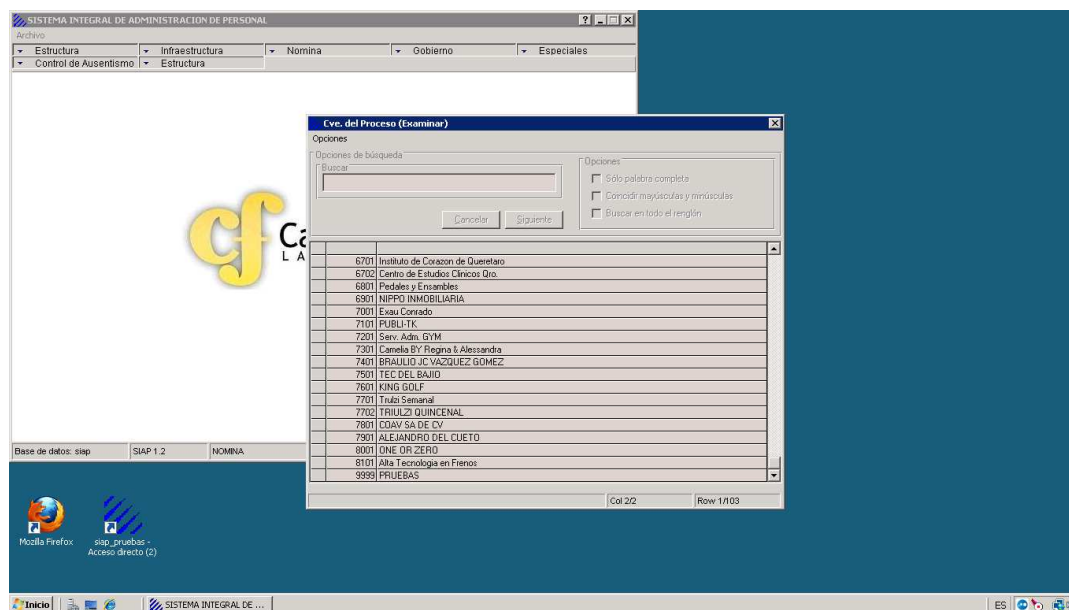 SISTEMA INTEGRAL DE ADMINISTRACION DE PERSONAL
Archivo
Estructura Infraestructura Nomina Gobierno Especiales
Control de Ausentismo Estructura
Cve. del Proceso (Examinar)
Opciones
Opciones de búsqueda
Buscar
Cancelar Siguiente
Opciones
Sólo palabra completa
Coincidir mayúsculas y minúsculas
Buscar en todo el renglón
cf Ca
L A
6701 Instituto de Corazon de Queretaro
6702 Centro de Estudios Clínicos Qro.
6801 Pedales y Ensambles
6901 NIPPO INMOBILIARIA
7001 Exau Conrado
7101 PUBLI-TK
7201 Serv. Adm. GYM
7301 Camelia BY Regina & Alessandra
7401 BRAULIO JC VAZQUEZ GOMEZ
7501 TEC DEL BAJIO
7601 KING GOLF
7701 Trulzi Semanal
7702 TRIULZI QUINCENAL
7801 COAV SA DE CV
7901 ALEJANDRO DEL CUETO
8001 ONE OR ZERO
8101 Alta Tecnologia en Frenos
9999 PRUEBAS
Col 2/2 Row 1/103
Base de datos: siap SIAP 1.2 NOMINA
Mozilla Firefox
siap_pruebas -
Acceso directo (2)
Inicio SISTEMA INTEGRAL DE ... ES